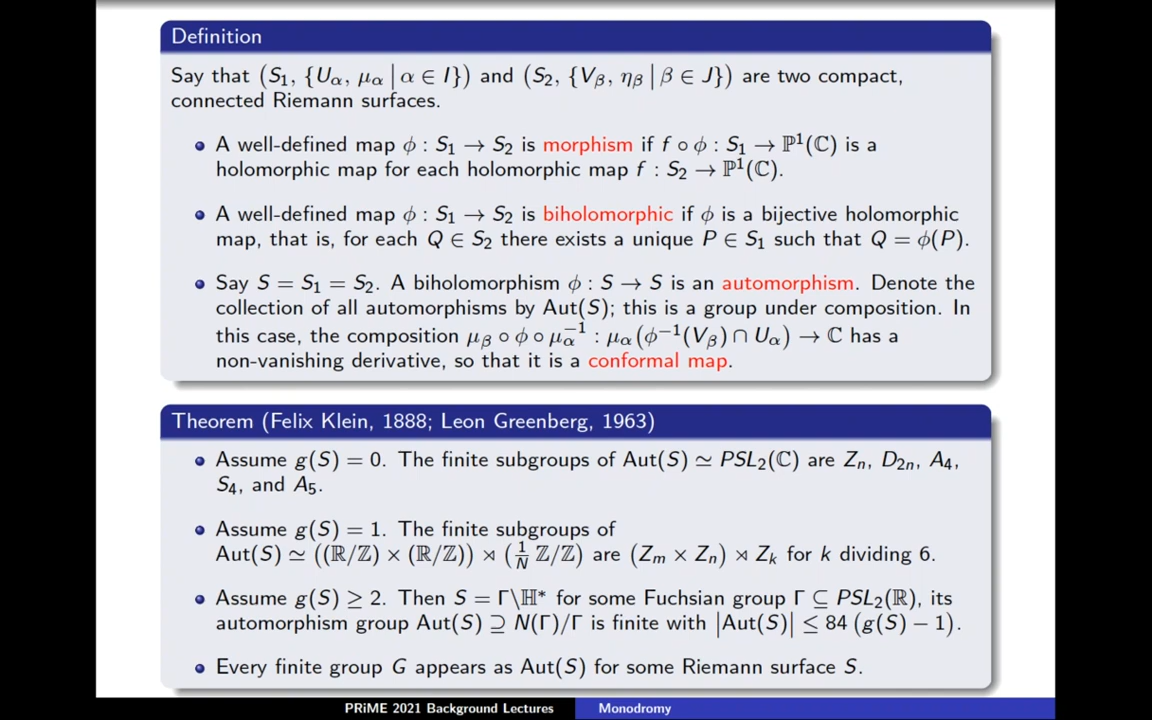 Definition
Say that (S₁, {U_α, μ_α | α ∈ I}) and (S₂, {V_β, η_β | β ∈ J}) are two compact,
connected Riemann surfaces.
• A well-defined map ϕ : S₁ → S₂ is morphism if f ∘ ϕ : S₁ → ℙ¹(ℂ) is a
holomorphic map for each holomorphic map f : S₂ → ℙ¹(ℂ).
• A well-defined map ϕ : S₁ → S₂ is biholomorphic if ϕ is a bijective holomorphic
map, that is, for each Q ∈ S₂ there exists a unique P ∈ S₁ such that Q = ϕ(P).
• Say S = S₁ = S₂. A biholomorphism ϕ : S → S is an automorphism. Denote the
collection of all automorphisms by Aut(S); this is a group under composition. In
this case, the composition μ_β ∘ ϕ ∘ μ_α⁻¹ : μ_α(ϕ⁻¹(V_β) ∩ U_α) → ℂ has a
non-vanishing derivative, so that it is a conformal map.
Theorem (Felix Klein, 1888; Leon Greenberg, 1963)
• Assume g(S) = 0. The finite subgroups of Aut(S) ≃ PSL₂(ℂ) are Z_n, D_2n, A₄,
S₄, and A₅.
• Assume g(S) = 1. The finite subgroups of
Aut(S) ≃ ((ℝ/ℤ) × (ℝ/ℤ)) ⋊ (1/N ℤ/ℤ) are (Z_m × Z_n) ⋊ Z_k for k dividing 6.
• Assume g(S) ≥ 2. Then S = Γ\ℍ* for some Fuchsian group Γ ⊆ PSL₂(ℝ), its
automorphism group Aut(S) ⊇ N(Γ)/Γ is finite with |Aut(S)| ≤ 84 (g(S) − 1).
• Every finite group G appears as Aut(S) for some Riemann surface S.
PRiME 2021 Background Lectures Monodromy